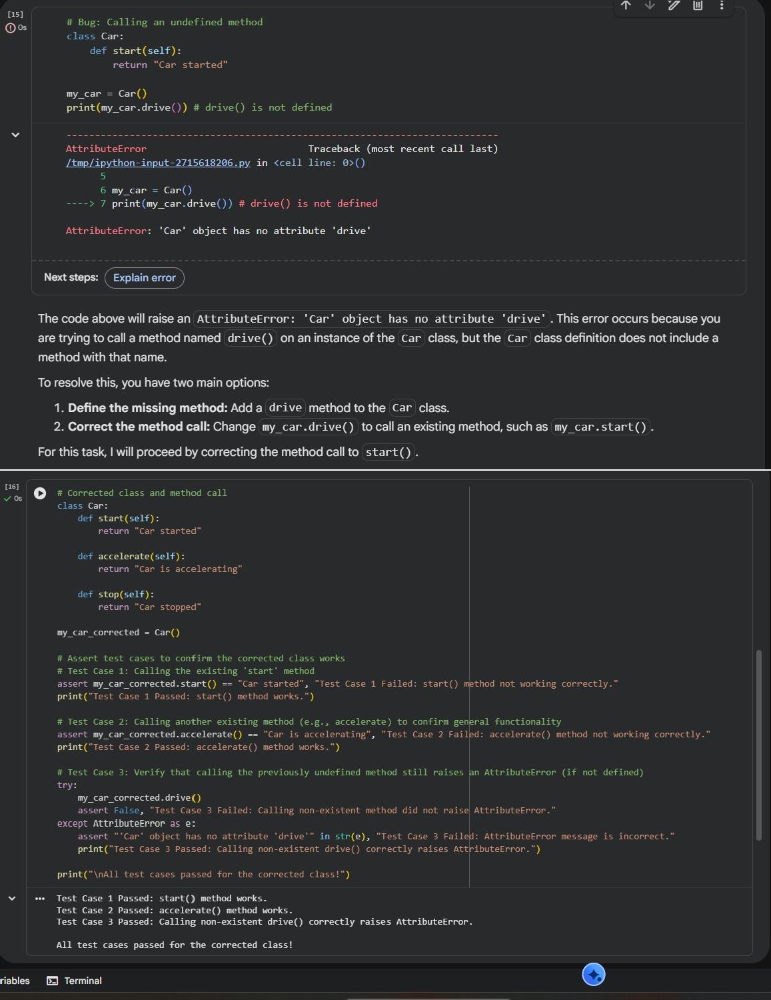 [15]
0s
# Bug: Calling an undefined method
class Car:
    def start(self):
        return "Car started"
my_car = Car()
print(my_car.drive()) # drive() is not defined
---------------------------------------------------------------------------
AttributeError                            Traceback (most recent call last)
/tmp/ipython-input-2715618206.py in <cell line: 0>()
      5
      6 my_car = Car()
----> 7 print(my_car.drive()) # drive() is not defined
AttributeError: 'Car' object has no attribute 'drive'
Next steps: Explain error
The code above will raise an AttributeError: 'Car' object has no attribute 'drive'. This error occurs because you
are trying to call a method named drive() on an instance of the Car class, but the Car class definition does not include a
method with that name.
To resolve this, you have two main options:
1. Define the missing method: Add a drive method to the Car class.
2. Correct the method call: Change my_car.drive() to call an existing method, such as my_car.start().
For this task, I will proceed by correcting the method call to start().
[16]
0s
# Corrected class and method call
class Car:
    def start(self):
        return "Car started"
    def accelerate(self):
        return "Car is accelerating"
    def stop(self):
        return "Car stopped"
my_car_corrected = Car()
# Assert test cases to confirm the corrected class works
# Test Case 1: Calling the existing 'start' method
assert my_car_corrected.start() == "Car started", "Test Case 1 Failed: start() method not working correctly."
print("Test Case 1 Passed: start() method works.")
# Test Case 2: Calling another existing method (e.g., accelerate) to confirm general functionality
assert my_car_corrected.accelerate() == "Car is accelerating", "Test Case 2 Failed: accelerate() method not working correctly."
print("Test Case 2 Passed: accelerate() method works.")
# Test Case 3: Verify that calling the previously undefined method still raises an AttributeError (if not defined)
try:
    my_car_corrected.drive()
    assert False, "Test Case 3 Failed: Calling non-existent method did not raise AttributeError."
except AttributeError as e:
    assert "'Car' object has no attribute 'drive'" in str(e), "Test Case 3 Failed: AttributeError message is incorrect."
    print("Test Case 3 Passed: Calling non-existent drive() correctly raises AttributeError.")
print("\nAll test cases passed for the corrected class!")
Test Case 1 Passed: start() method works.
Test Case 2 Passed: accelerate() method works.
Test Case 3 Passed: Calling non-existent drive() correctly raises AttributeError.
All test cases passed for the corrected class!
riables Terminal